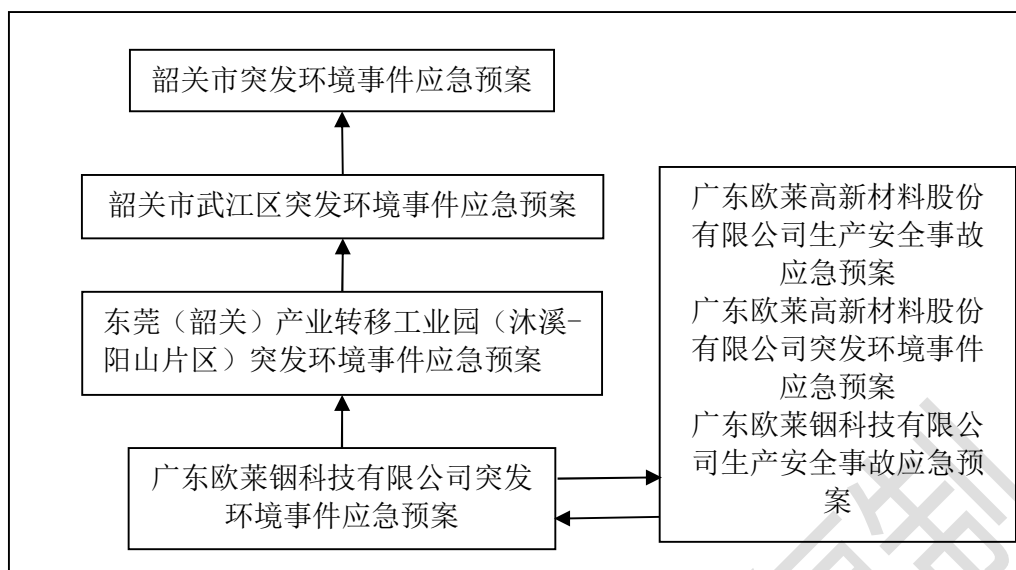 韶关市突发环境事件应急预案
韶关市武江区突发环境事件应急预案
东莞（韶关）产业转移工业园（沐溪-
阳山片区）突发环境事件应急预案
广东欧莱铟科技有限公司突发
环境事件应急预案
广东欧莱高新材料股份
有限公司生产安全事故
应急预案
广东欧莱高新材料股份
有限公司突发环境事件
应急预案
广东欧莱铟科技有限公
司生产安全事故应急预
案
制